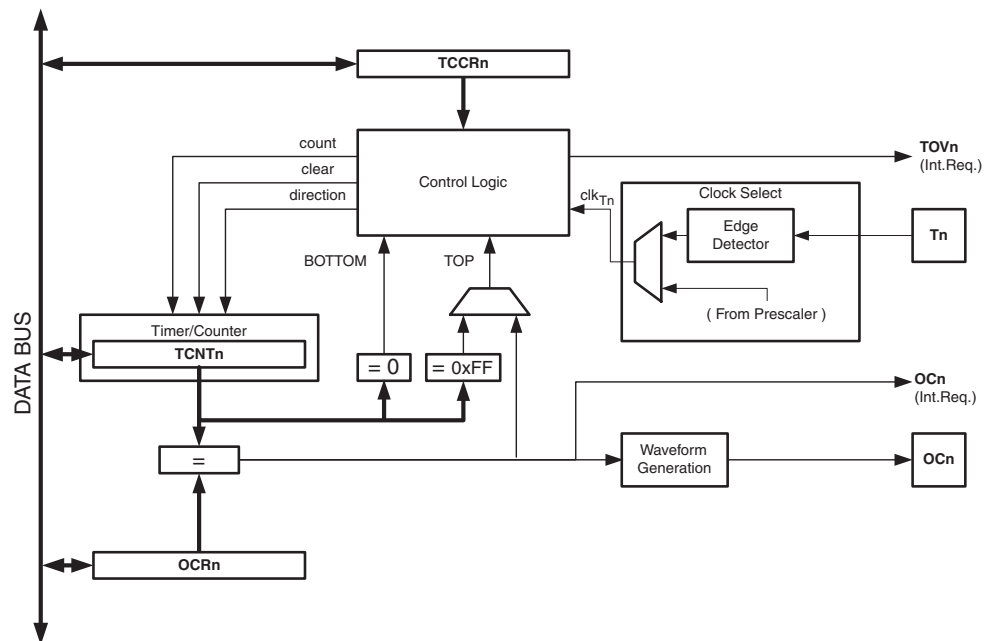 TCCRn
count
clear
direction
Control Logic
TOVn
(Int.Req.)
clkTn
Clock Select
Edge
Detector
Tn
BOTTOM
TOP
( From Prescaler )
Timer/Counter
TCNTn
= 0
= 0xFF
DATA BUS
OCn
(Int.Req.)
=
Waveform
Generation
OCn
OCRn